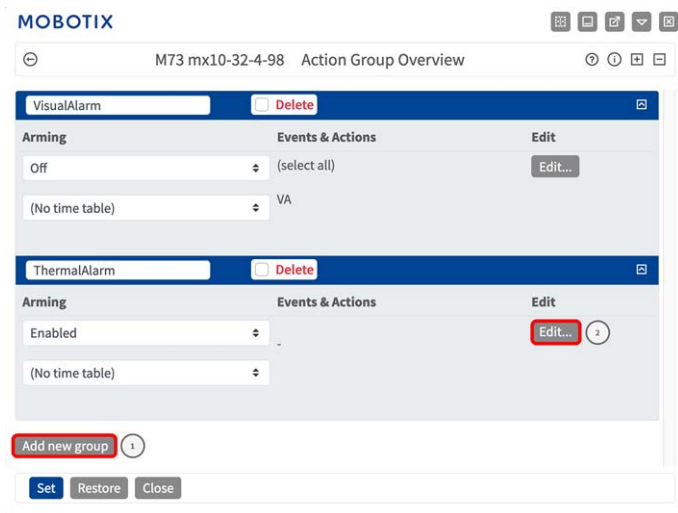 MOBOTIX
M73 mx10-32-4-98 Action Group Overview
VisualAlarm Delete
Arming Events & Actions Edit
Off (select all) Edit...
(No time table) VA
ThermalAlarm Delete
Arming Events & Actions Edit
Enabled - Edit... 2
(No time table)
Add new group 1
Set Restore Close